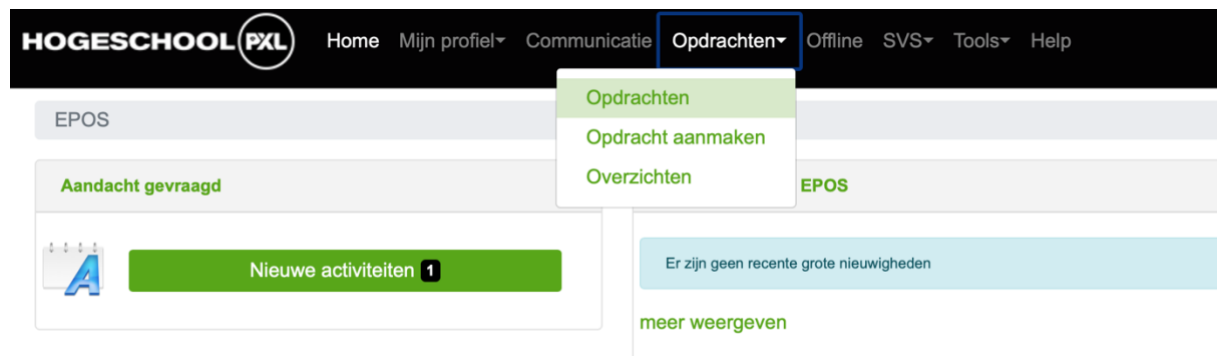 HOGESCHOOL PXL Home Mijn profiel Communicatie Opdrachten Offline SVS Tools Help
Opdrachten
Opdracht aanmaken
Overzichten
EPOS
Aandacht gevraagd
Nieuwe activiteiten 1
EPOS
Er zijn geen recente grote nieuwigheden
meer weergeven